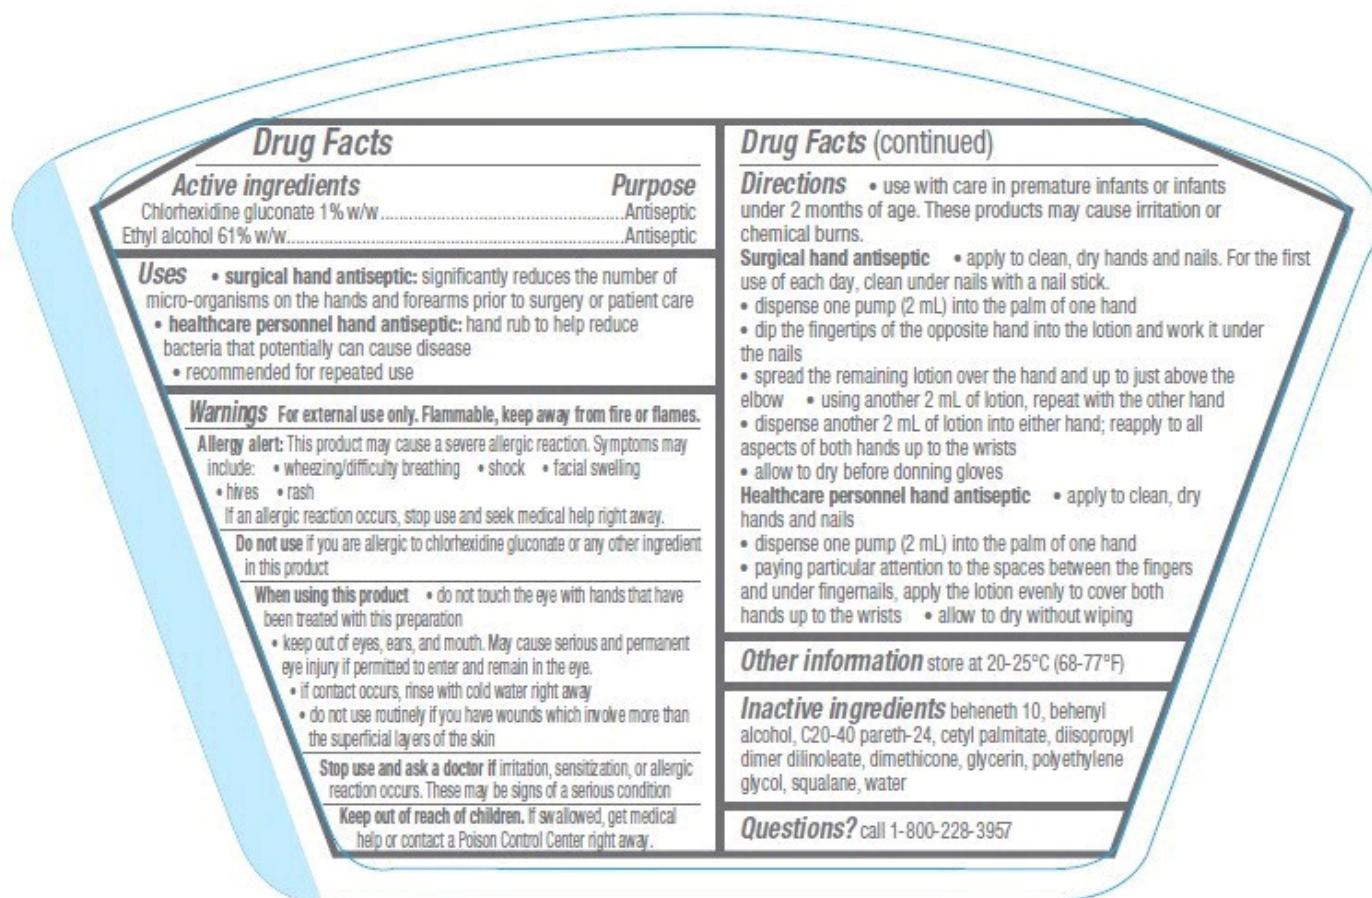 Drug Facts
Active ingredients Purpose
Chlorhexidine gluconate 1% w/w.....................................................Antiseptic
Ethyl alcohol 61% w/w.........................................................................Antiseptic
Uses • surgical hand antiseptic: significantly reduces the number of
micro-organisms on the hands and forearms prior to surgery or patient care
• healthcare personnel hand antiseptic: hand rub to help reduce
bacteria that potentially can cause disease
• recommended for repeated use
Warnings For external use only. Flammable, keep away from fire or flames.
Allergy alert: This product may cause a severe allergic reaction. Symptoms may
include: • wheezing/difficulty breathing • shock • facial swelling
• hives • rash
If an allergic reaction occurs, stop use and seek medical help right away.
Do not use if you are allergic to chlorhexidine gluconate or any other ingredient
in this product
When using this product • do not touch the eye with hands that have
been treated with this preparation
• keep out of eyes, ears, and mouth. May cause serious and permanent
eye injury if permitted to enter and remain in the eye.
• if contact occurs, rinse with cold water right away
• do not use routinely if you have wounds which involve more than
the superficial layers of the skin
Stop use and ask a doctor if irritation, sensitization, or allergic
reaction occurs. These may be signs of a serious condition
Keep out of reach of children. If swallowed, get medical
help or contact a Poison Control Center right away.
Drug Facts (continued)
Directions • use with care in premature infants or infants
under 2 months of age. These products may cause irritation or
chemical burns.
Surgical hand antiseptic • apply to clean, dry hands and nails. For the first
use of each day, clean under nails with a nail stick.
• dispense one pump (2 mL) into the palm of one hand
• dip the fingertips of the opposite hand into the lotion and work it under
the nails
• spread the remaining lotion over the hand and up to just above the
elbow • using another 2 mL of lotion, repeat with the other hand
• dispense another 2 mL of lotion into either hand; reapply to all
aspects of both hands up to the wrists
• allow to dry before donning gloves
Healthcare personnel hand antiseptic • apply to clean, dry
hands and nails
• dispense one pump (2 mL) into the palm of one hand
• paying particular attention to the spaces between the fingers
and under fingernails, apply the lotion evenly to cover both
hands up to the wrists • allow to dry without wiping
Other information store at 20-25°C (68-77°F)
Inactive ingredients beheneth 10, behenyl
alcohol, C20-40 pareth-24, cetyl palmitate, diisopropyl
dimer dilinoleate, dimethicone, glycerin, polyethylene
glycol, squalane, water
Questions? call 1-800-228-3957